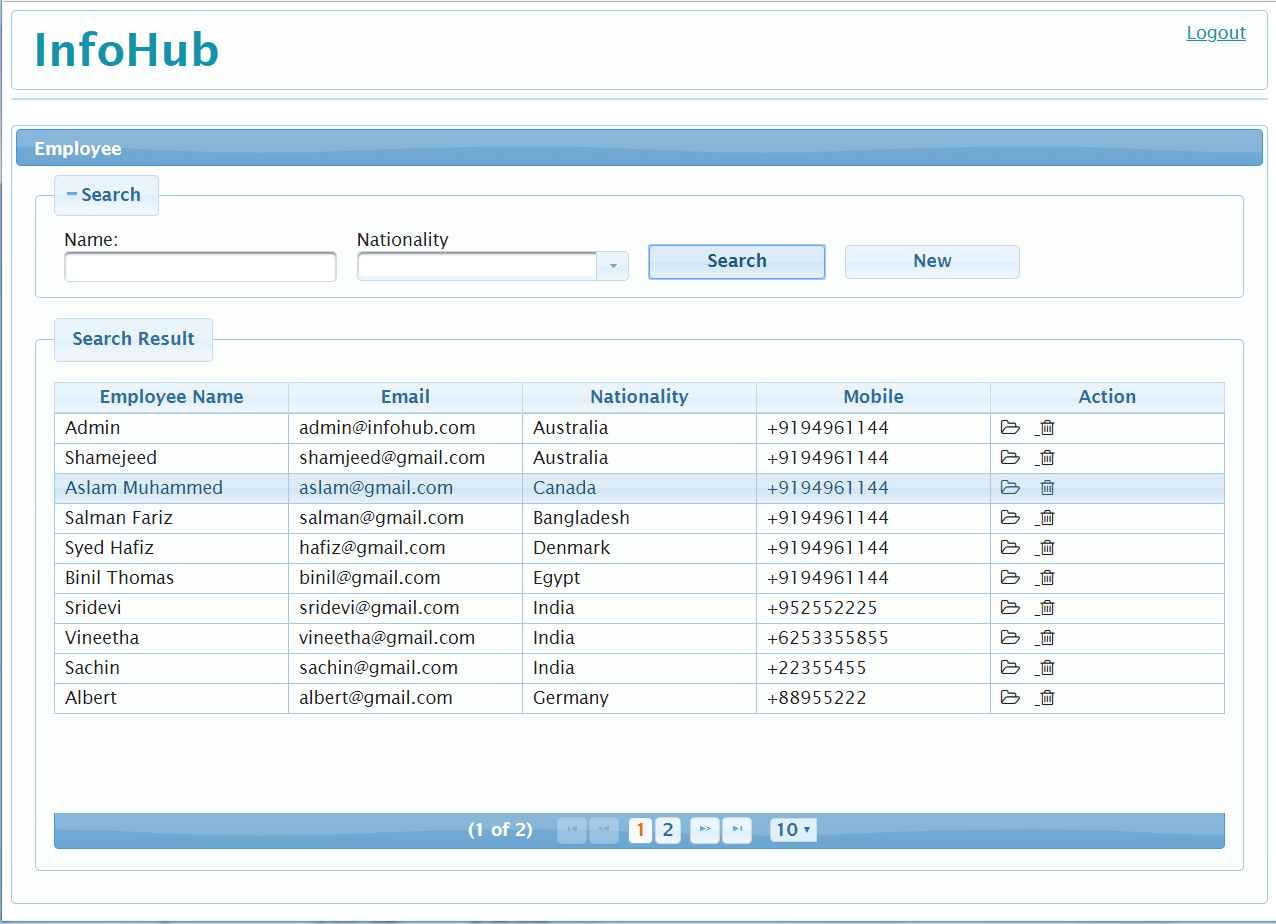 InfoHub
Logout
Employee
Search
Name:
Nationality
Search
New
Search Result
Employee Name Email Nationality Mobile Action
Admin admin@infohub.com Australia +9194961144
Shamejeed shamjeed@gmail.com Australia +9194961144
Aslam Muhammed aslam@gmail.com Canada +9194961144
Salman Fariz salman@gmail.com Bangladesh +9194961144
Syed Hafiz hafiz@gmail.com Denmark +9194961144
Binil Thomas binil@gmail.com Egypt +9194961144
Sridevi sridevi@gmail.com India +952552225
Vineetha vineetha@gmail.com India +6253355855
Sachin sachin@gmail.com India +22355455
Albert albert@gmail.com Germany +88955222
(1 of 2) 1 2 10